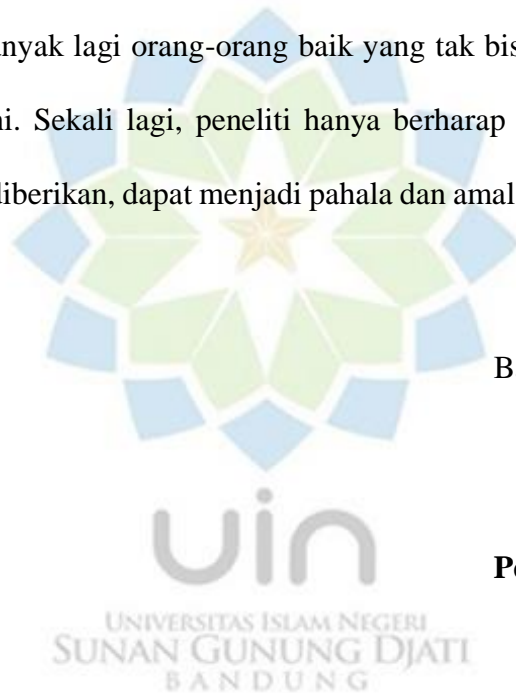 anyak lagi orang-orang baik yang tak bis
ni. Sekali lagi, peneliti hanya berharap
diberikan, dapat menjadi pahala dan amal
B
Pe
uin
UNIVERSITAS ISLAM NEGERI
SUNAN GUNUNG DJATI
BANDUNG